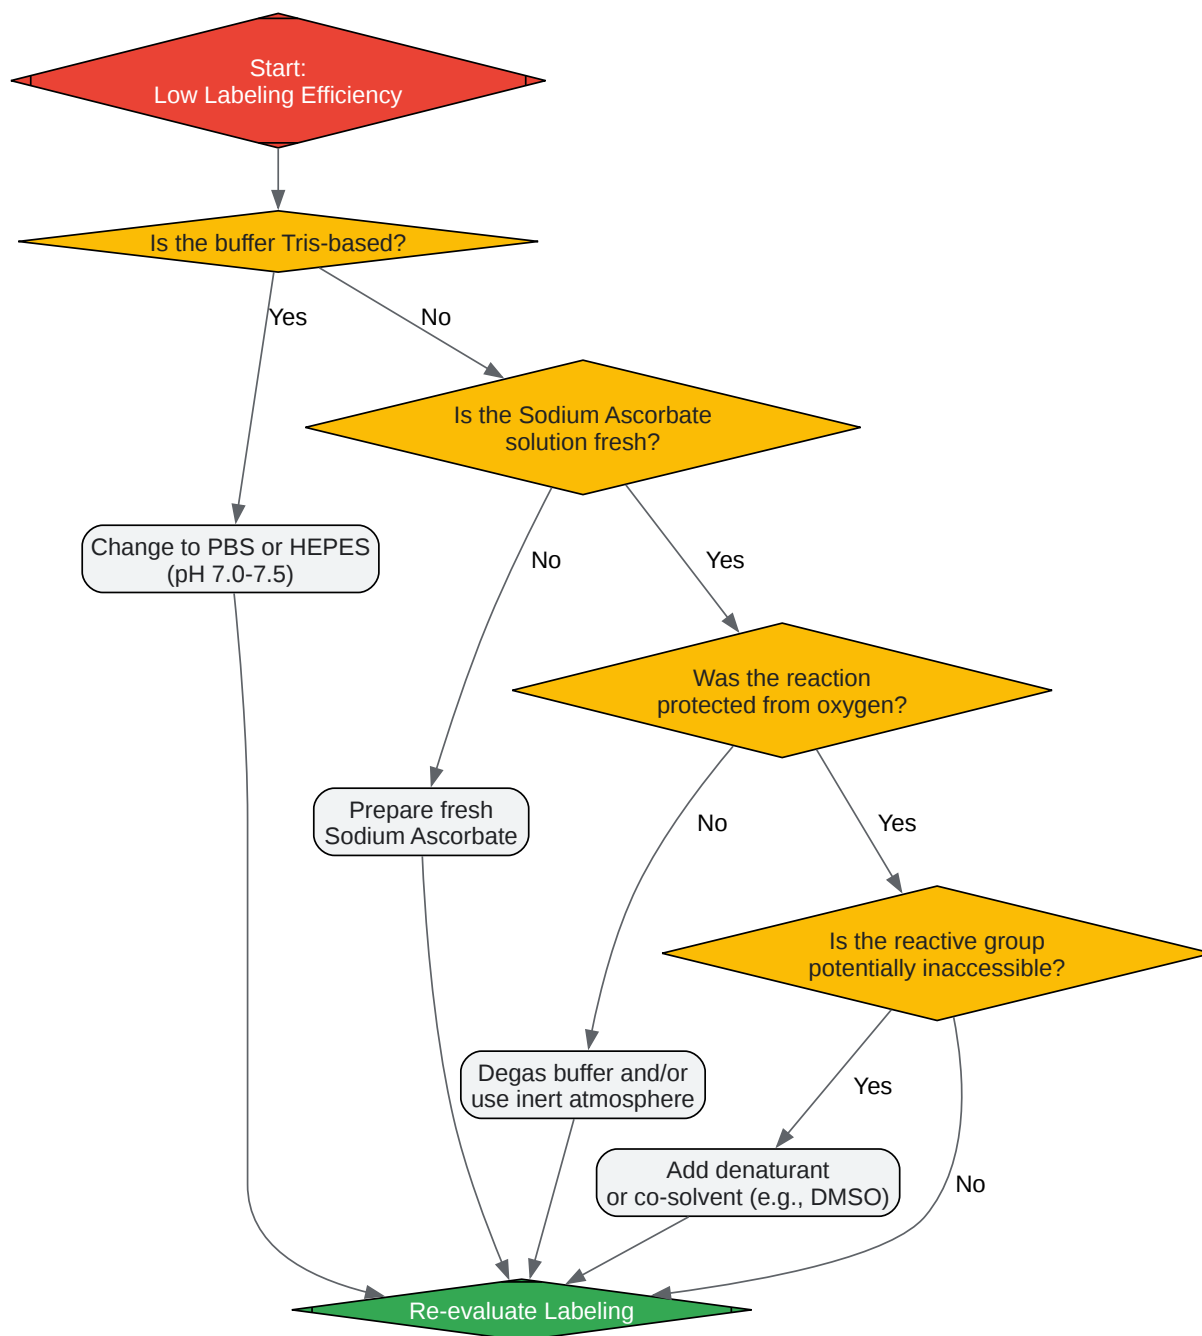 Start:
Low Labeling Efficiency
Is the buffer Tris-based?
Yes
No
Is the Sodium Ascorbate
solution fresh?
Change to PBS or HEPES
(pH 7.0-7.5)
No
Yes
Was the reaction
protected from oxygen?
Prepare fresh
Sodium Ascorbate
No
Yes
Is the reactive group
potentially inaccessible?
Degas buffer and/or
use inert atmosphere
Yes
Add denaturant
or co-solvent (e.g., DMSO)
No
Re-evaluate Labeling